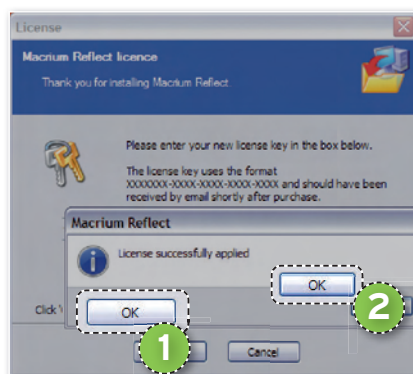 License
Macrium Reflect licence
Thank you for installing Macrium Reflect
Please enter your new license key in the box below.
The license key uses the format
XXXXXXX-XXXX-XXXX-XXXX-XXXX and should have been
received by email shortly after purchase.
Macrium Reflect
License successfully applied
OK
2
Click
OK
1
Cancel